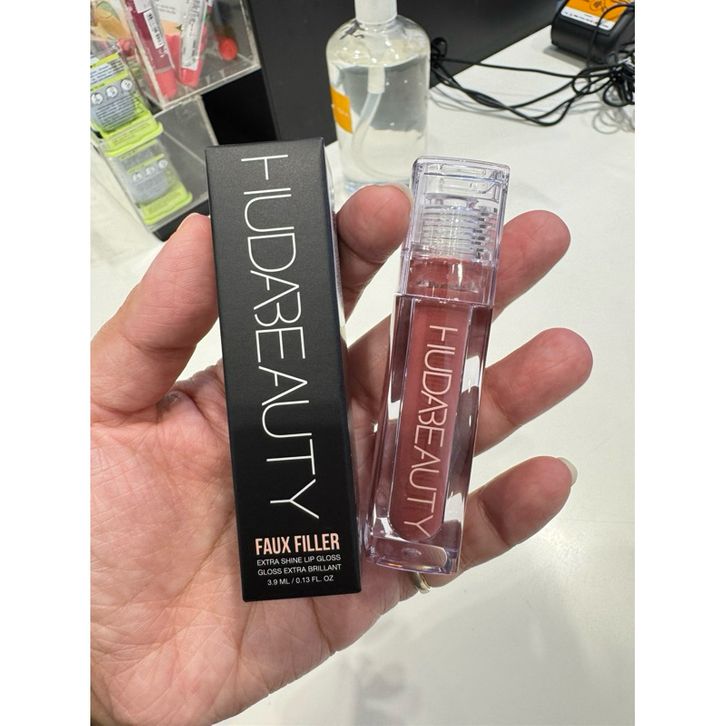 HUDABEAUTY
FAUX FILLER
EXTRA SHINE LIP GLOSS
GLOSS EXTRA BRILLANT
3.9 ML / 0.13 FL. OZ
HUDABEAUTY